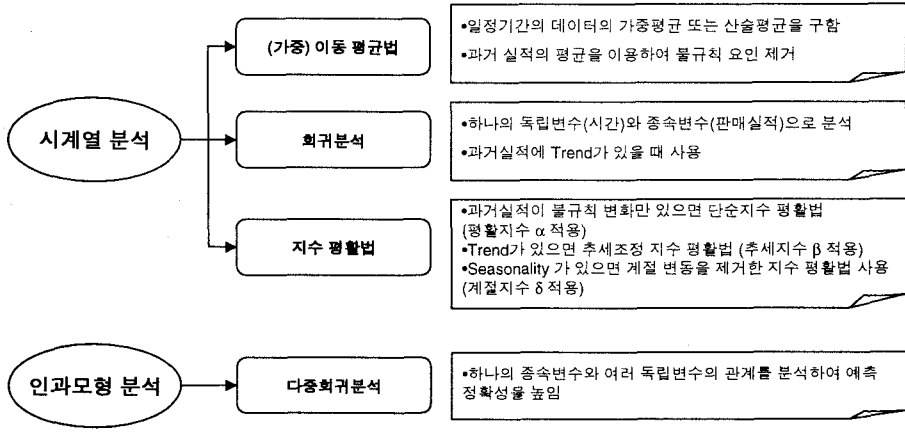 (가중) 이동 평균법
•일정기간의 데이터의 가중평균 또는 산술평균을 구함
•과거 실적의 평균을 이용하여 불규칙 요인 제거
시계열 분석
회귀분석
•하나의 독립변수(시간)와 종속변수(판매실적)으로 분석
•과거실적에 Trend가 있을 때 사용
지수 평활법
•과거실적이 불규칙 변화만 있으면 단순지수 평활법
(평활지수 α 적용)
•Trend가 있으면 추세조정 지수 평활법 (추세지수 β 적용)
•Seasonality 가 있으면 계절 변동을 제거한 지수 평활법 사용
(계절지수 δ 적용)
인과모형 분석
다중회귀분석
•하나의 종속변수와 여러 독립변수의 관계를 분석하여 예측
정확성을 높임